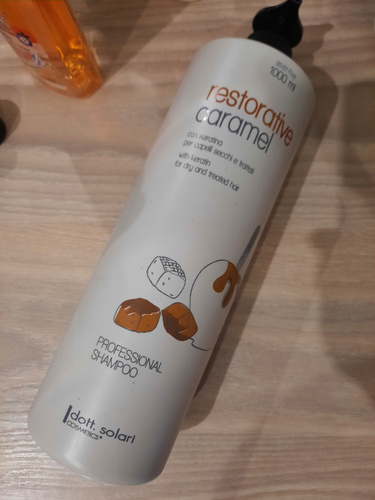 1000 ml
restorative
caramel
con keratina
per capelli secchi e trattati
with keratin
for dry and treated hair
PROFESSIONAL
SHAMPOO
dott. solari
COSMETICS